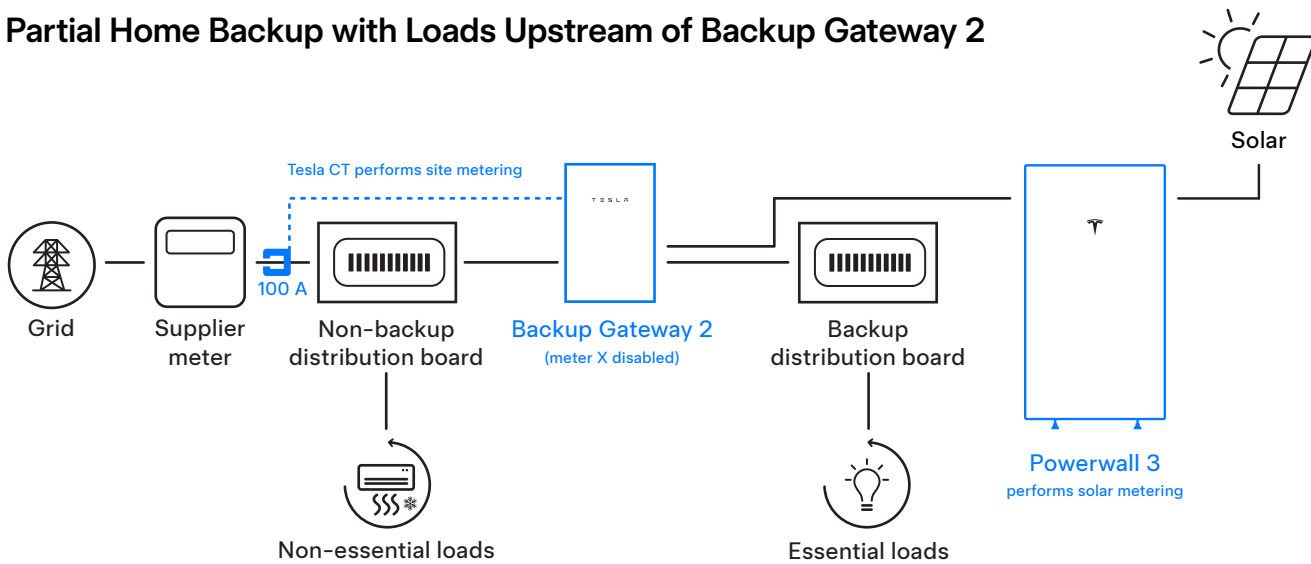 Partial Home Backup with Loads Upstream of Backup Gateway 2
Solar
Tesla CT performs site metering
TESLA
100 A
Grid
Supplier
meter
Non-backup
distribution board
Backup Gateway 2
(meter X disabled)
Backup
distribution board
Powerwall 3
performs solar metering
Non-essential loads
Essential loads